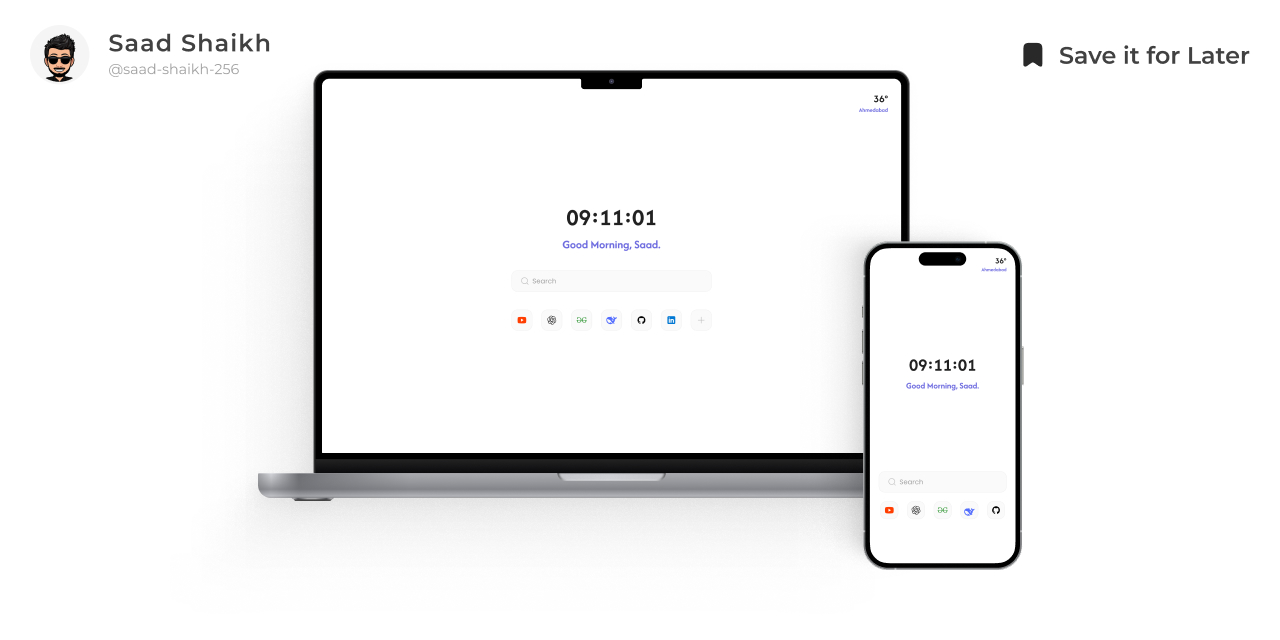 Saad Shaikh
@saad-shaikh-256
Save it for Later
36°
Ahmedabad
09:11:01
Good Morning, Saad.
Search
36°
Ahmedabad
09:11:01
Good Morning, Saad.
Search